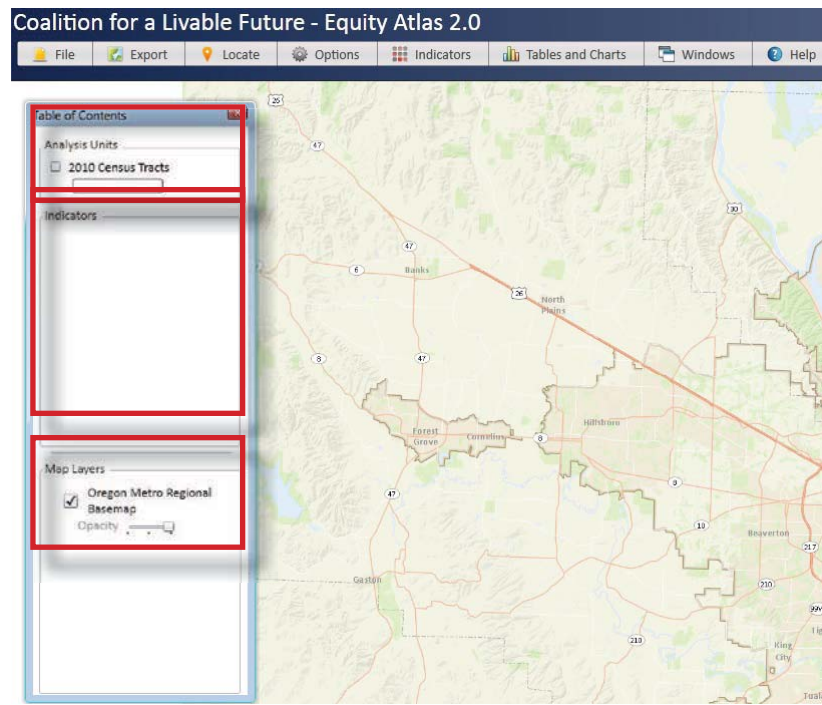 Coalition for a Livable Future - Equity Atlas 2.0
File Export Locate Options Indicators Tables and Charts Windows Help
Table of Contents
Analysis Units
2010 Census Tracts
Indicators
Map Layers
Oregon Metro Regional
Basemap
Opacity
26
47
30
47
6
Banks
26
North
Plains
8
47
Hillsboro
Forest
Grove
Cornelius
8
8
47
10
Beaverton
217
Gaston
210
99W
219
King
City